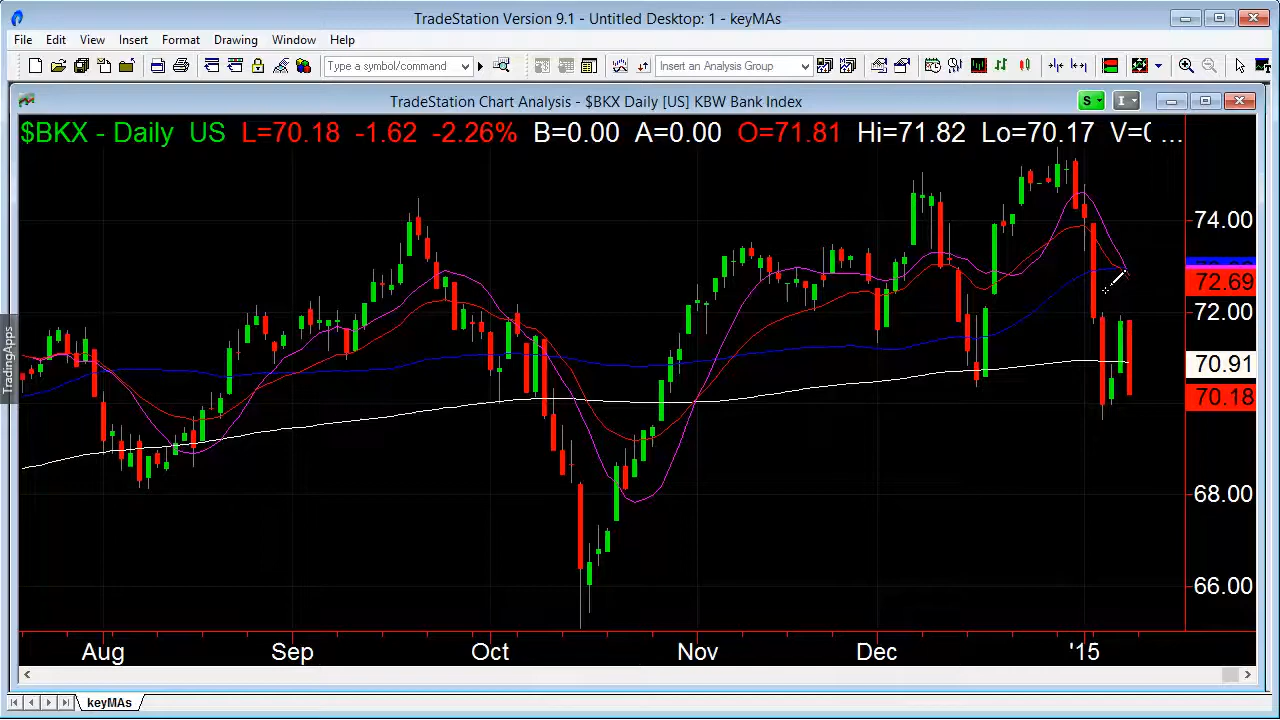 TradeStation Version 9.1 - Untitled Desktop: 1 - keyMAs
File Edit View Insert Format Drawing Window Help
Type a symbol/command Insert an Analysis Group
TradeStation Chart Analysis - $BKX Daily [US] KBW Bank Index S I
$BKX - Daily US L=70.18 -1.62 -2.26% B=0.00 A=0.00 O=71.81 Hi=71.82 Lo=70.17 ...
74.00
72.69
72.00
70.91
70.18
68.00
66.00
TradingApps
Aug Sep Oct Nov Dec '15
keyMAs